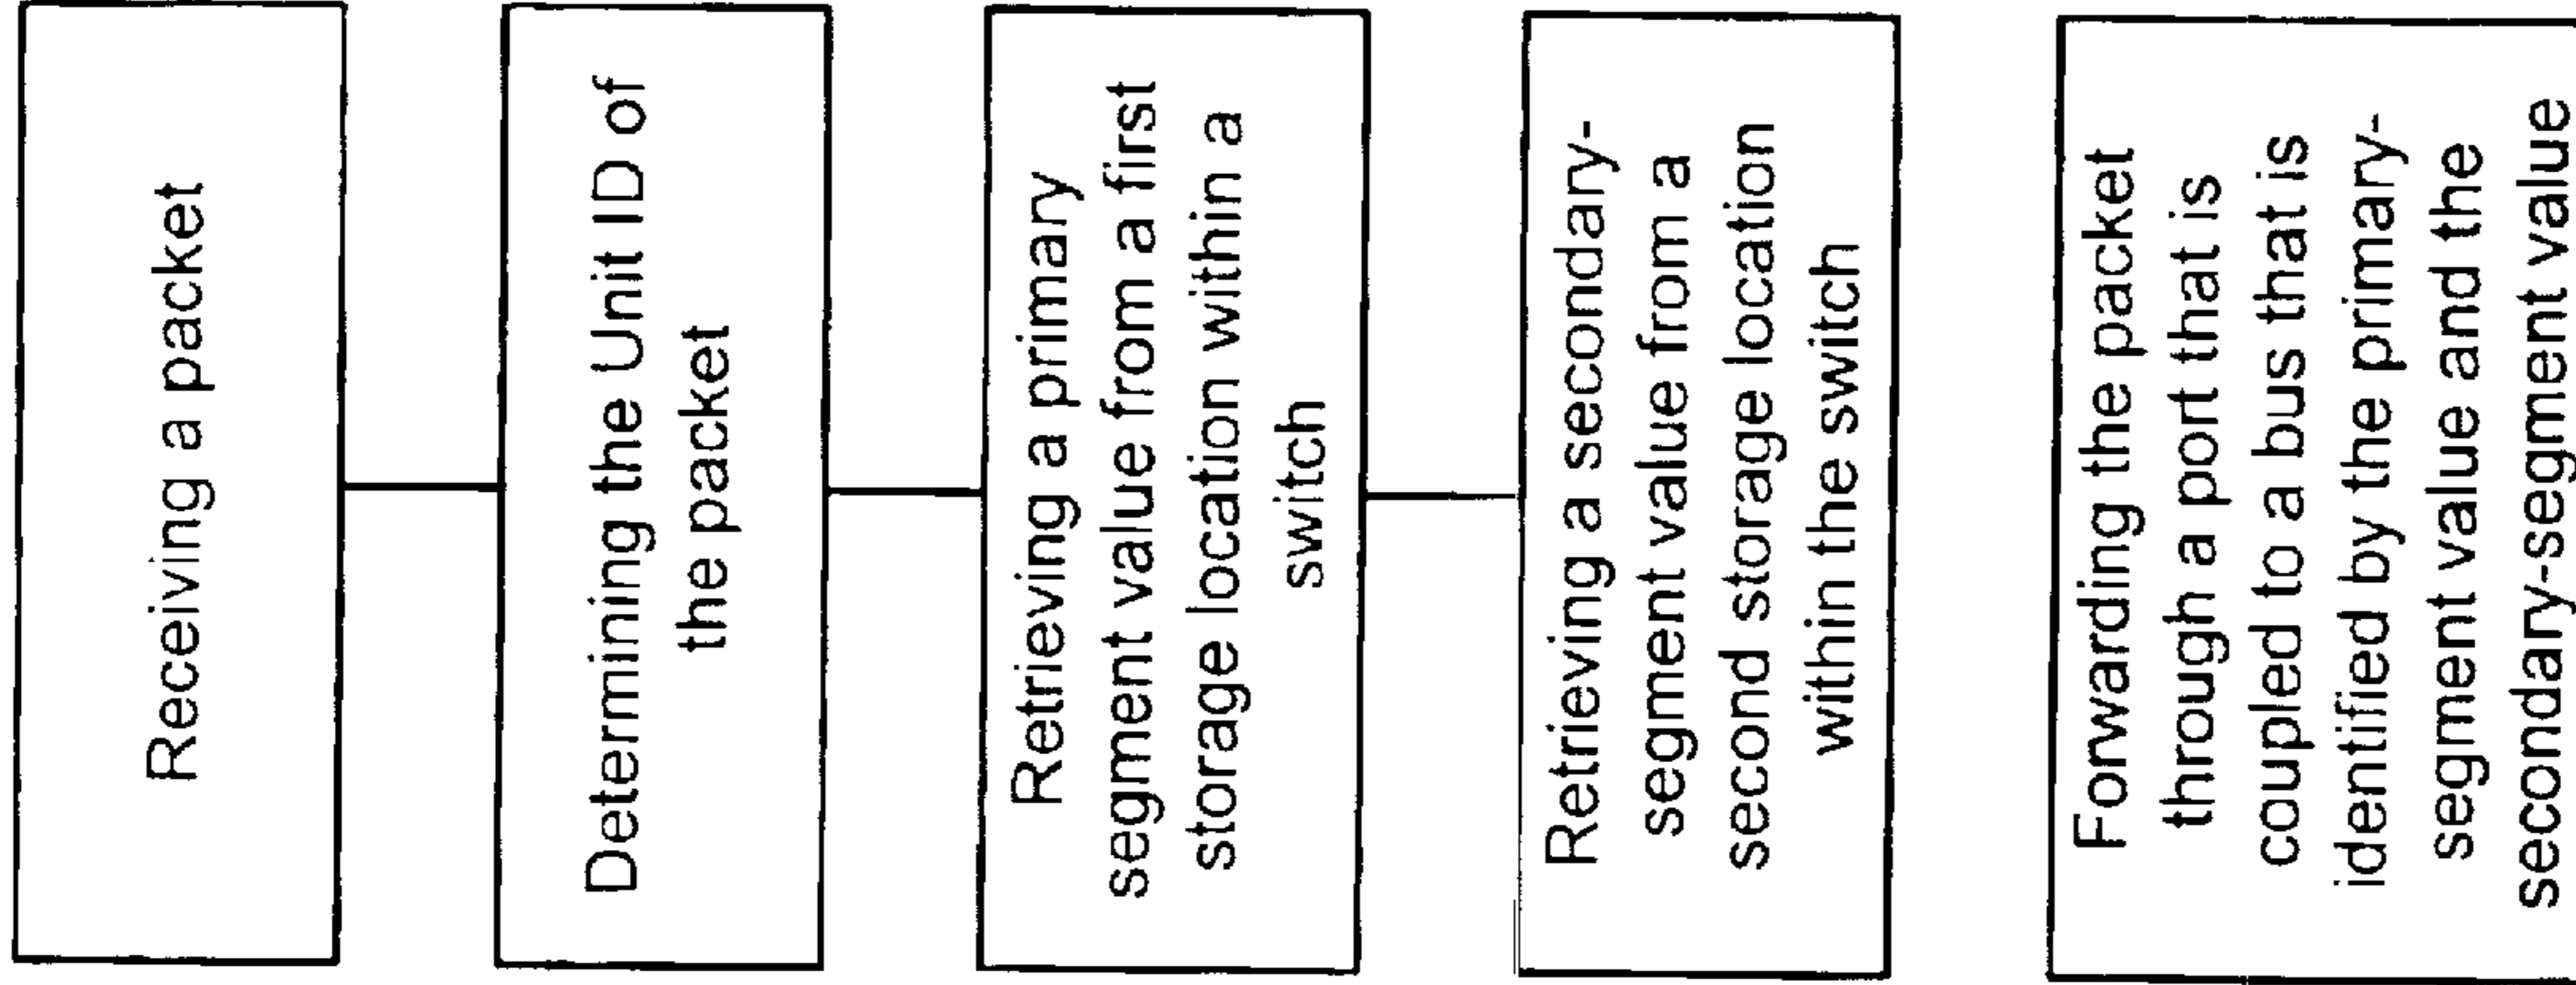 Receiving a packet
Determining the Unit ID of
the packet
Retrieving a primary
segment value from a first
storage location within a
switch
Retrieving a secondary-
segment value from a
second storage location
within the switch
Forwarding the packet
through a port that is
coupled to a bus that is
identified by the primary-
segment value and the
secondary-segment value